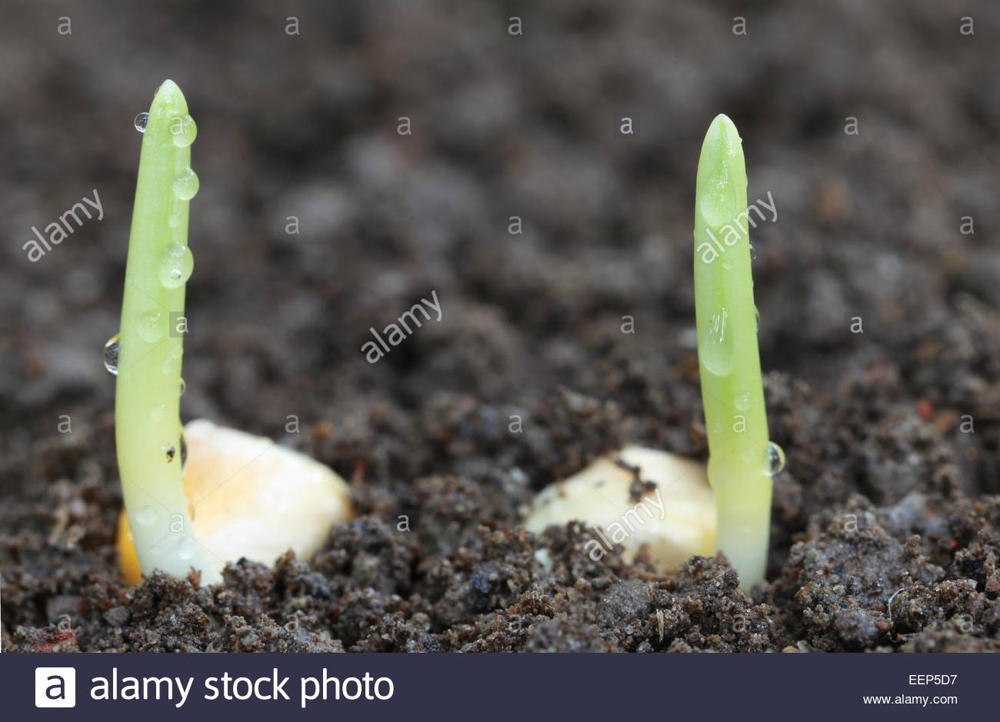 a a a a a
a a a a
alamy a a alamy a
alamy
a a a
a a a a a
alamy
a a
a a a a a
a alamy stock photo
EEP5D7
www.alamy.com